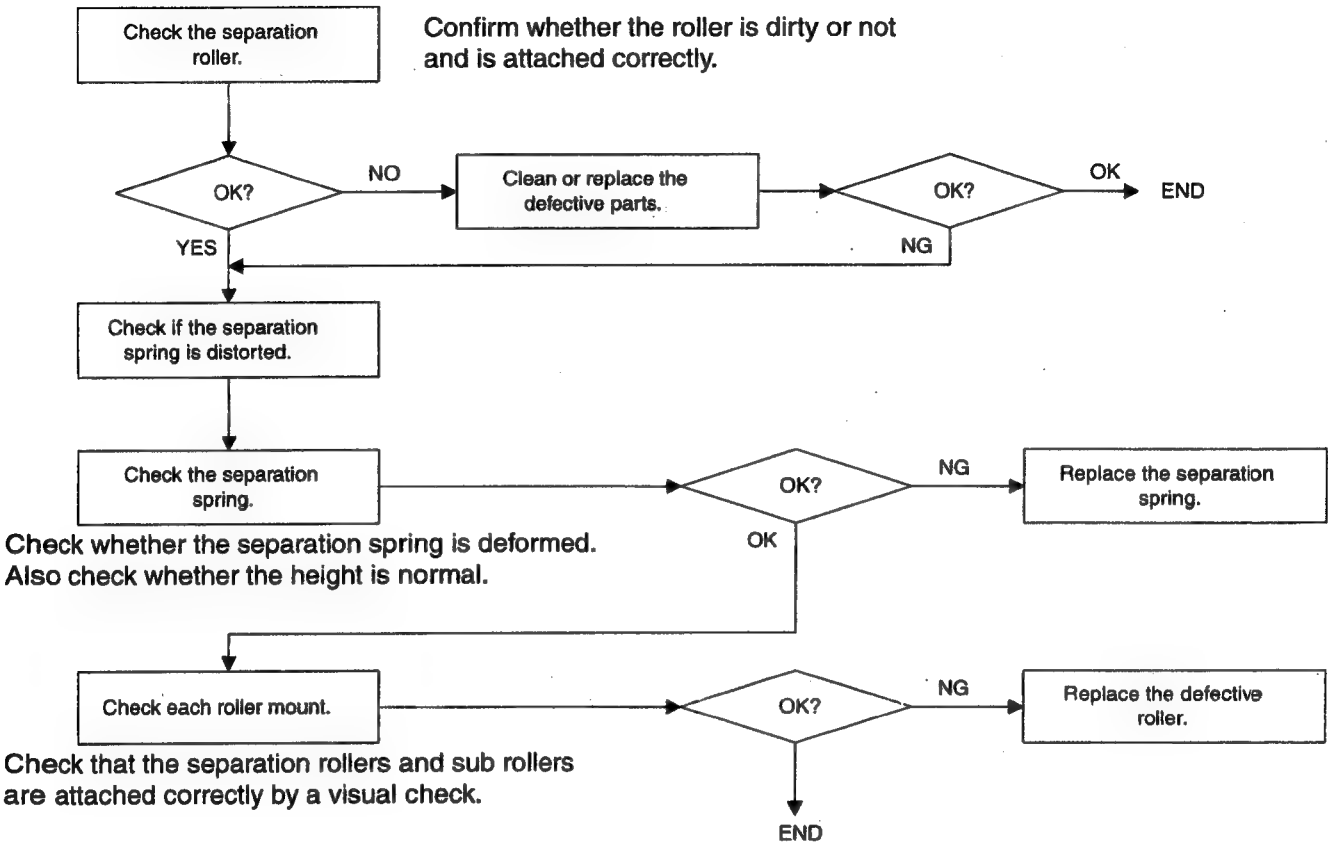 Check the separation
roller.
Confirm whether the roller is dirty or not
and is attached correctly.
OK?
NO
Clean or replace the
defective parts.
OK?
OK
END
YES
NG
Check if the separation
spring is distorted.
Check the separation
spring.
OK?
NG
Replace the separation
spring.
Check whether the separation spring is deformed.
Also check whether the height is normal.
OK
Check each roller mount.
OK?
NG
Replace the defective
roller.
Check that the separation rollers and sub rollers
are attached correctly by a visual check.
END